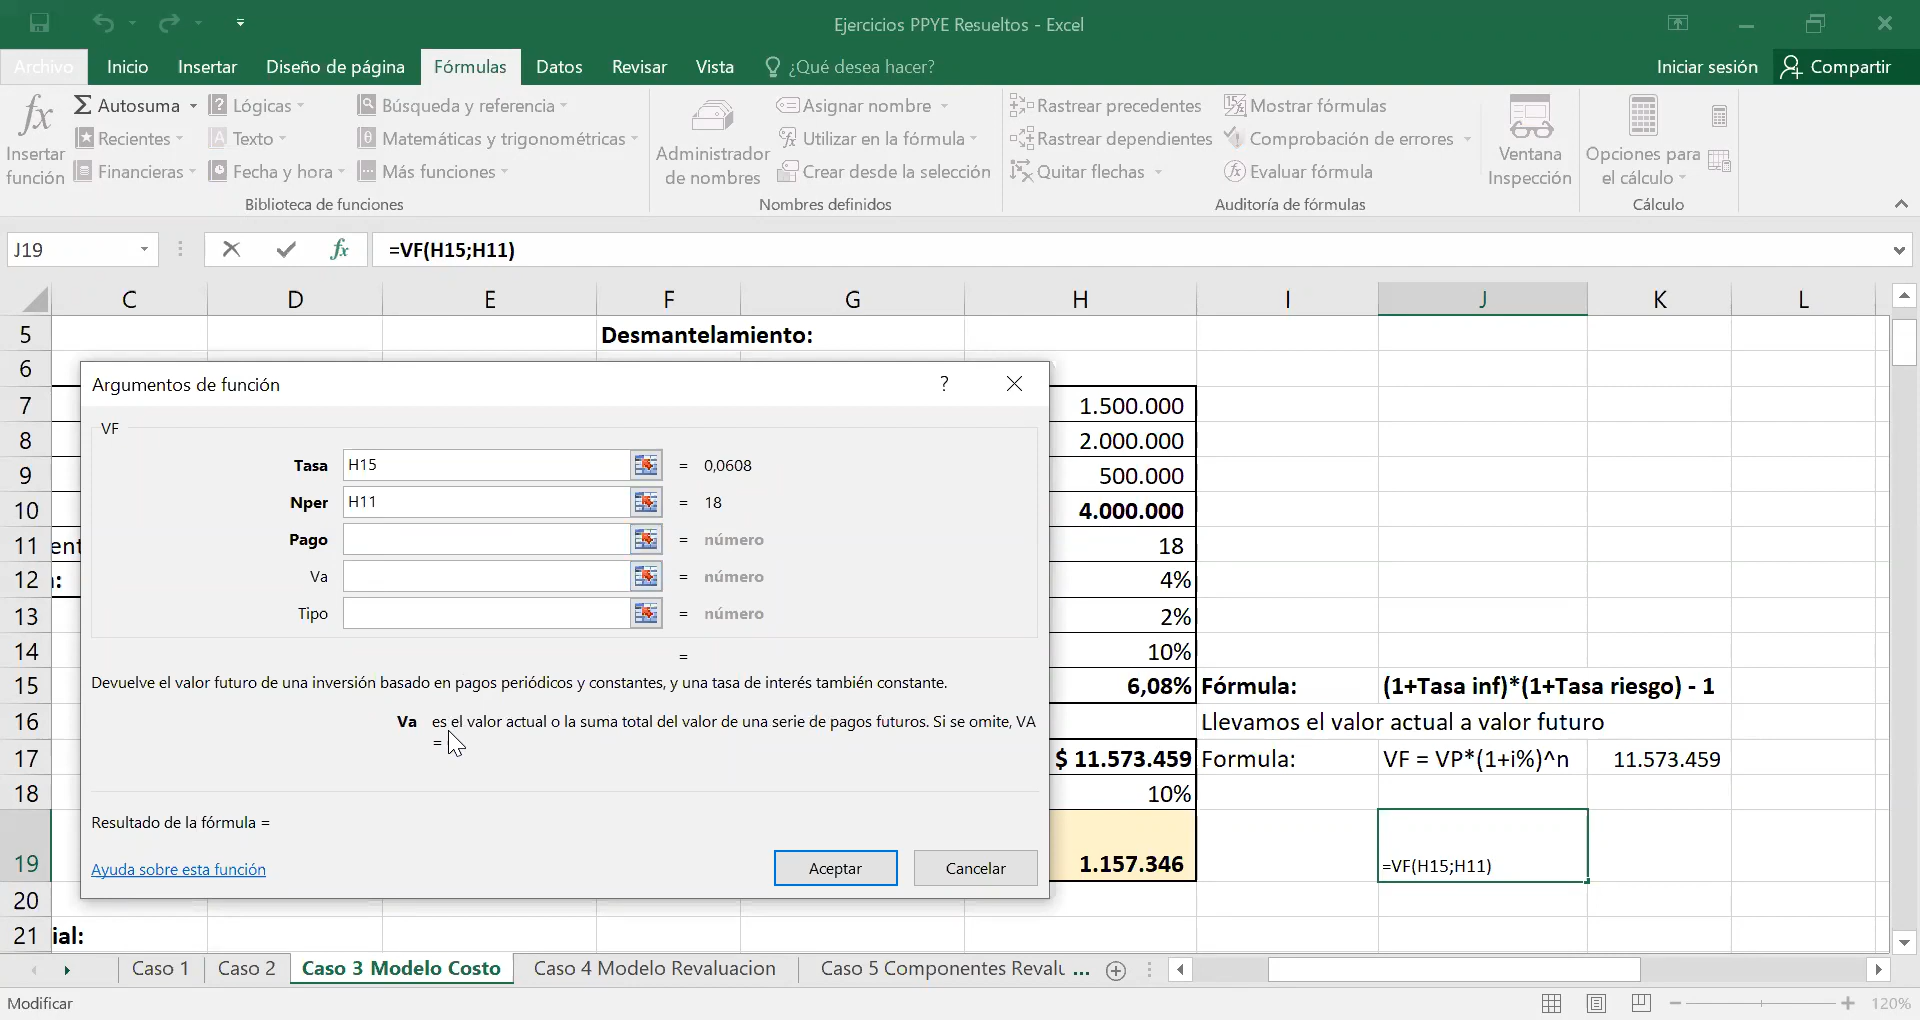 Ejercicios PPYE Resueltos - Excel
Archivo Inicio Insertar Diseño de página Fórmulas Datos Revisar Vista ¿Qué desea hacer? Iniciar sesión Compartir
fx Σ Autosuma ? Lógicas Búsqueda y referencia Asignar nombre Rastrear precedentes Mostrar fórmulas
Recientes A Texto θ Matemáticas y trigonométricas Utilizar en la fórmula Rastrear dependientes Comprobación de errores
Insertar función Financieras Fecha y hora Más funciones Administrador de nombres Crear desde la selección Quitar flechas Evaluar fórmula Ventana Inspección Opciones para el cálculo
Biblioteca de funciones Nombres definidos Auditoría de fórmulas Cálculo
J19 fx =VF(H15;H11)
C D E F G H I J K L
5 Desmantelamiento:
6
Argumentos de función ? 
7 1.500.000
VF
8 2.000.000
Tasa H15 = 0,0608
9 500.000
Nper H11 = 18
10 4.000.000
Pago = número
11 ent 18
Va = número
12 : 4%
Tipo = número
13 2%
14 10%
=
Devuelve el valor futuro de una inversión basado en pagos periódicos y constantes, y una tasa de interés también constante.
15 6,08% Fórmula: (1+Tasa inf)*(1+Tasa riesgo) - 1
Va es el valor actual o la suma total del valor de una serie de pagos futuros. Si se omite, VA
=
16 Llevamos el valor actual a valor futuro
17 $ 11.573.459 Formula: VF = VP*(1+i%)^n 11.573.459
18 10%
Resultado de la fórmula =
19 1.157.346 =VF(H15;H11)
Ayuda sobre esta función Aceptar Cancelar
20
21 ial:
Caso 1 Caso 2 Caso 3 Modelo Costo Caso 4 Modelo Revaluacion Caso 5 Componentes Revalu ...
Modificar 120%